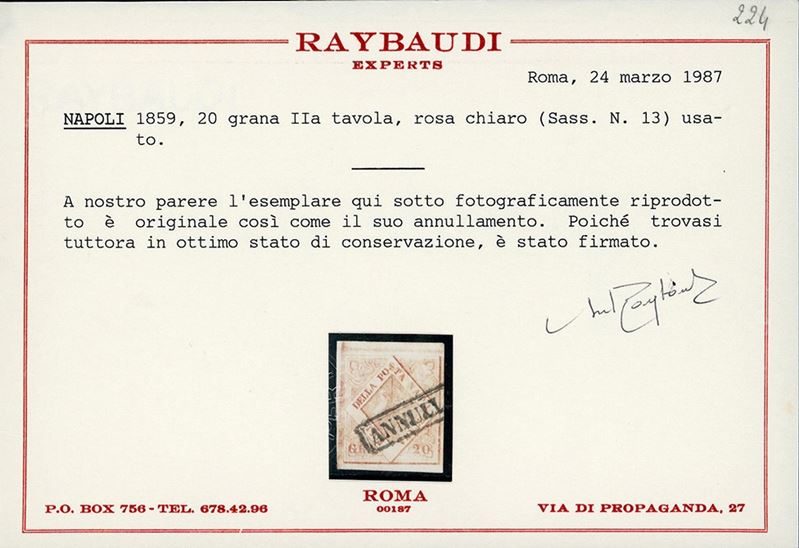 224
RAYBAUDI
EXPERTS
Roma, 24 marzo 1987
NAPOLI 1859, 20 grana IIa tavola, rosa chiaro (Sass. N. 13) usa-
to.
A nostro parere l'esemplare qui sotto fotograficamente riprodot-
to è originale così come il suo annullamento. Poiché trovasi
tuttora in ottimo stato di conservazione, è stato firmato.
DELLA POSTA
ANNULL
G 20
ROMA
00187
P.O. BOX 756 - TEL. 678.42.96
VIA DI PROPAGANDA, 27